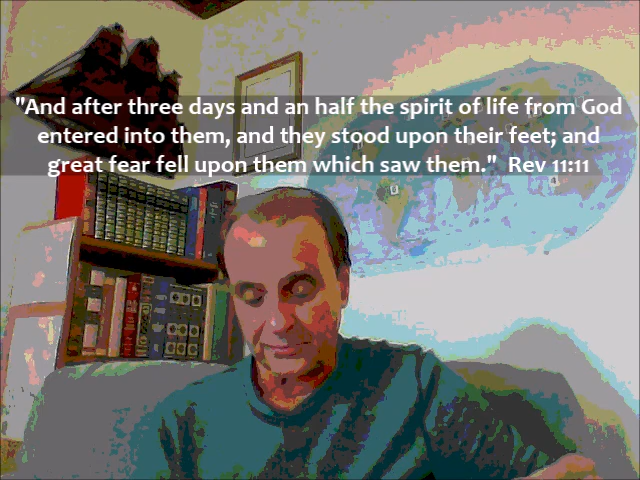 "And after three days and an half the spirit of life from God
entered into them, and they stood upon their feet; and
great fear fell upon them which saw them."  Rev 11:11